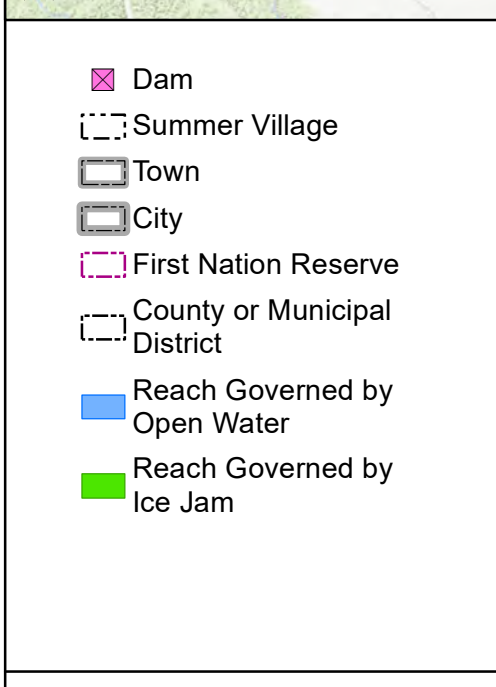 Dam
Summer Village
Town
City
First Nation Reserve
County or Municipal
District
Reach Governed by
Open Water
Reach Governed by
Ice Jam